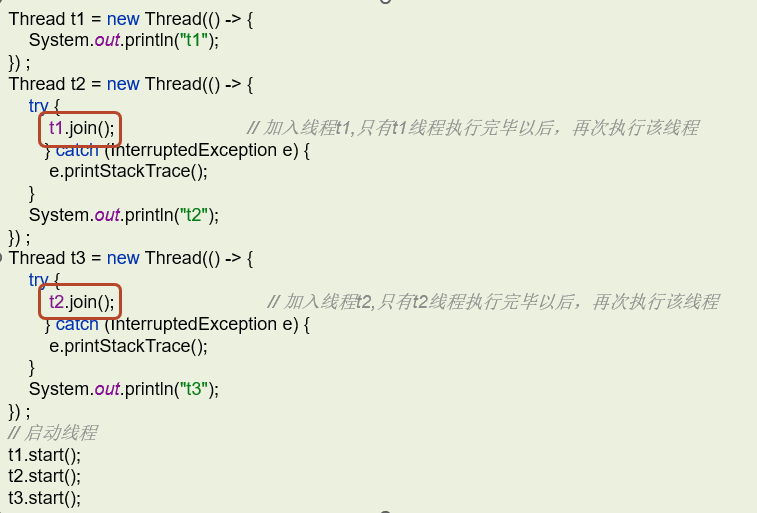 Thread t1 = new Thread(() -> {
System.out.println("t1");
}) ;
Thread t2 = new Thread(() -> {
try {
t1.join(); // 加入线程t1,只有t1线程执行完毕以后，再次执行该线程
} catch (InterruptedException e) {
e.printStackTrace();
}
System.out.println("t2");
}) ;
Thread t3 = new Thread(() -> {
try {
t2.join(); // 加入线程t2,只有t2线程执行完毕以后，再次执行该线程
} catch (InterruptedException e) {
e.printStackTrace();
}
System.out.println("t3");
}) ;
// 启动线程
t1.start();
t2.start();
t3.start();